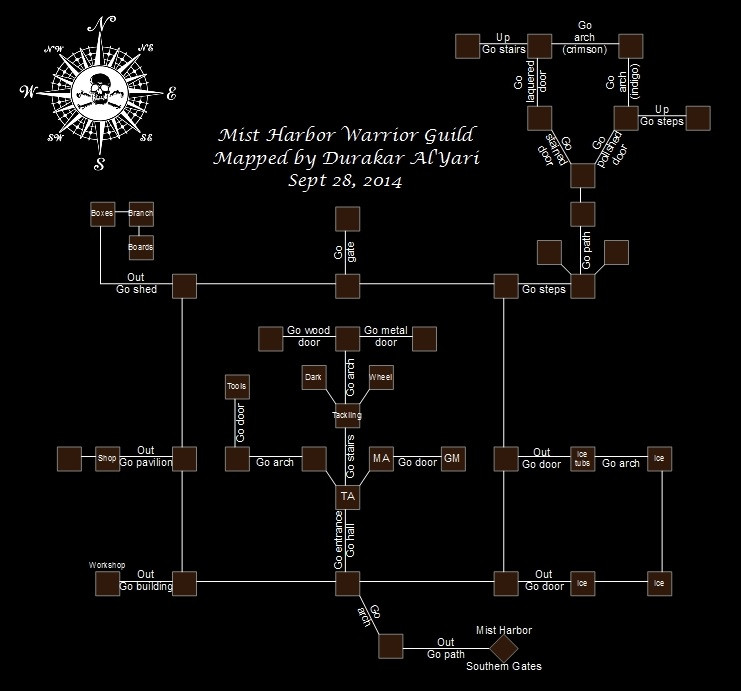 N
NW
NE
W
E
SW
SE
S
Mist Harbor Warrior Guild
Mapped by Durakar Al'Yari
Sept 28, 2014
Up
Go stairs
Go
arch
(crimson)
Go
laquered
door
Go
arch
(indigo)
Up
Go steps
Go
stained
door
Go
polished
door
Boxes
Branch
Boards
Out
Go shed
Go
gate
Go path
Go steps
Go wood
door
Go metal
door
Go arch
Dark
Wheel
Tackling
Tools
Go door
Go stairs
Shop
Out
Go pavilion
Go arch
MA
Go door
GM
TA
Out
Go door
Ice
tubs
Go arch
Ice
Go entrance
Go hall
Workshop
Out
Go building
Out
Go door
Ice
Ice
Go
arch
Out
Go path
Mist Harbor
Southern Gates